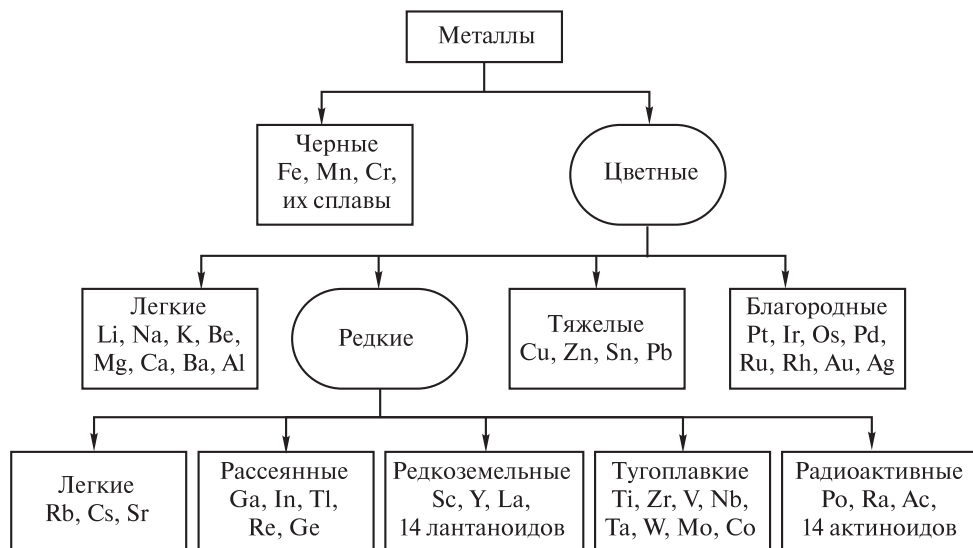 Металлы
Черные
Fe, Mn, Cr,
их сплавы
Цветные
Легкие
Li, Na, K, Be,
Mg, Ca, Ba, Al
Редкие
Тяжелые
Cu, Zn, Sn, Pb
Благородные
Pt, Ir, Os, Pd,
Ru, Rh, Au, Ag
Легкие
Rb, Cs, Sr
Рассеянные
Ga, In, Tl,
Re, Ge
Редкоземельные
Sc, Y, La,
14 лантаноидов
Тугоплавкие
Ti, Zr, V, Nb,
Ta, W, Mo, Co
Радиоактивные
Po, Ra, Ac,
14 актиноидов